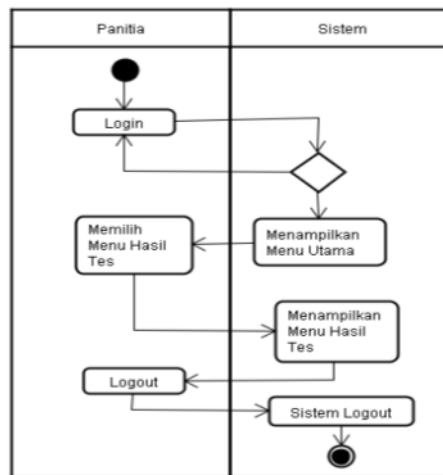 Panitia
Sistem
Login
Menampilkan
Menu Utama
Memilih
Menu Hasil
Tes
Menampilkan
Menu Hasil
Tes
Logout
Sistem Logout